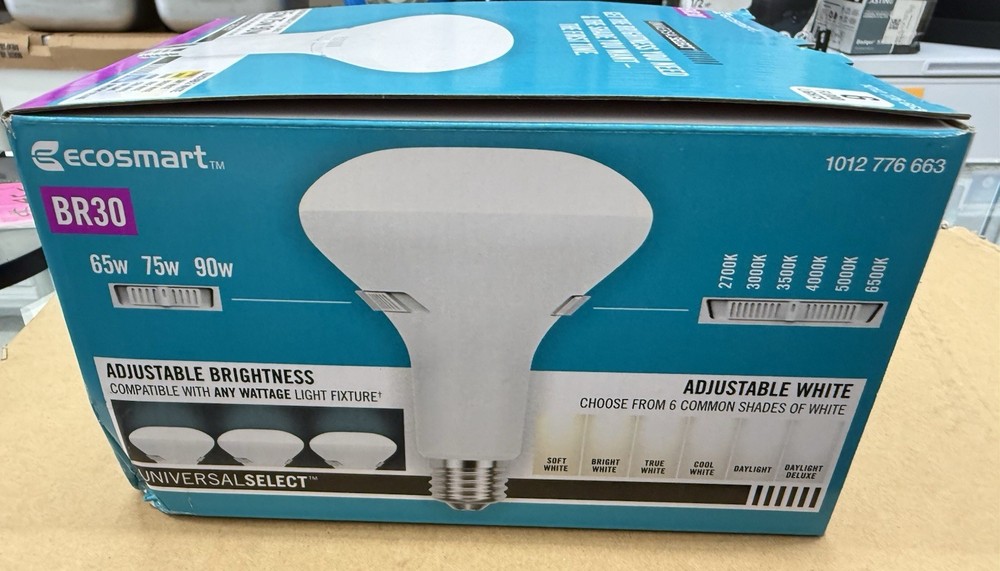 ECOSMART™
1012 776 663
BR30
65W 75W 90W
2700K
3000K
3500K
4000K
5000K
6500K
ADJUSTABLE BRIGHTNESS
COMPATIBLE WITH ANY WATTAGE LIGHT FIXTURE†
ADJUSTABLE WHITE
CHOOSE FROM 6 COMMON SHADES OF WHITE
SOFT WHITE
BRIGHT WHITE
TRUE WHITE
COOL WHITE
DAYLIGHT
DAYLIGHT DELUXE
UNIVERSALSELECT™